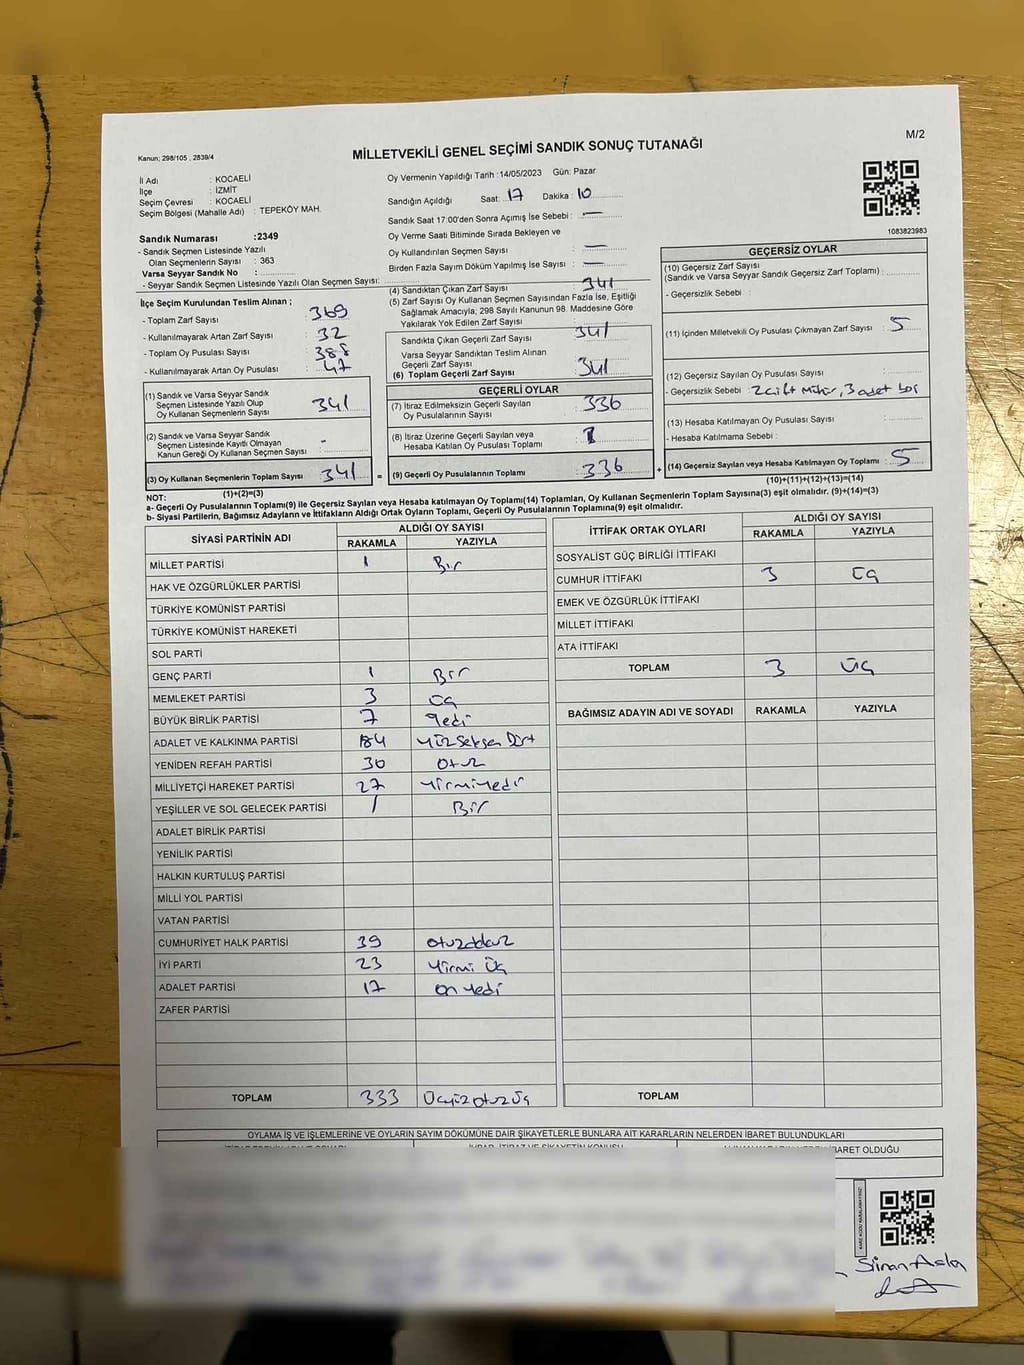 M/2
Kanun; 298/105 , 2839/4
MİLLETVEKİLİ GENEL SEÇİMİ SANDIK SONUÇ TUTANAĞI
İl Adı : KOCAELİ
İlçe : İZMİT
Seçim Çevresi : KOCAELİ
Seçim Bölgesi (Mahalle Adı) : TEPEKÖY MAH.
Sandık Numarası :2349
- Sandık Seçmen Listesinde Yazılı
Olan Seçmenlerin Sayısı : 363
Varsa Seyyar Sandık No :
- Seyyar Sandık Seçmen Listesinde Yazılı Olan Seçmen Sayısı:
Oy Vermenin Yapıldığı Tarih :14/05/2023 Gün: Pazar
Sandığın Açıldığı Saat: 17 Dakika : 10
Sandık Saat 17:00'den Sonra Açımış İse Sebebi : —
Oy Verme Saati Bitiminde Sırada Bekleyen ve
Oy Kullandırılan Seçmen Sayısı : —
Birden Fazla Sayım Döküm Yapılmış İse Sayısı : —
1083823983
İlçe Seçim Kurulundan Teslim Alınan ;
- Toplam Zarf Sayısı : 369
- Kullanılmayarak Artan Zarf Sayısı : 32
- Toplam Oy Pusulası Sayısı : 388
- Kullanılmayarak Artan Oy Pusulası : 47
(4) Sandıktan Çıkan Zarf Sayısı : 341
(5) Zarf Sayısı Oy Kullanan Seçmen Sayısından Fazla İse, Eşitliği
Sağlamak Amacıyla; 298 Sayılı Kanunun 98. Maddesine Göre
Yakılarak Yok Edilen Zarf Sayısı :
Sandıkta Çıkan Geçerli Zarf Sayısı : 341
Varsa Seyyar Sandıktan Teslim Alınan
Geçerli Zarf Sayısı :
(6) Toplam Geçerli Zarf Sayısı : 341
GEÇERSİZ OYLAR
(10) Geçersiz Zarf Sayısı
(Sandık ve Varsa Seyyar Sandık Geçersiz Zarf Toplamı) :
- Geçersizlik Sebebi :
(11) İçinden Milletvekili Oy Pusulası Çıkmayan Zarf Sayısı : 5
(12) Geçersiz Sayılan Oy Pusulası Sayısı :
- Geçersizlik Sebebi : 2 çift mühür, 3 adet boş
(13) Hesaba Katılmayan Oy Pusulası Sayısı :
- Hesaba Katılmama Sebebi :
(14) Geçersiz Sayılan veya Hesaba Katılmayan Oy Toplamı : 5
(10)+(11)+(12)+(13)=(14)
(1) Sandık ve Varsa Seyyar Sandık
Seçmen Listesinde Yazılı Olup
Oy Kullanan Seçmenlerin Sayısı : 341
(2) Sandık ve Varsa Seyyar Sandık
Seçmen Listesinde Kayıtlı Olmayan
Kanun Gereği Oy Kullanan Seçmen Sayısı : -
(3) Oy Kullanan Seçmenlerin Toplam Sayısı : 341 =
(1)+(2)=(3)
GEÇERLİ OYLAR
(7) İtiraz Edilmeksizin Geçerli Sayılan
Oy Pusulalarının Sayısı : 336
(8) İtiraz Üzerine Geçerli Sayılan veya
Hesaba Katılan Oy Pusulası Toplamı :
(9) Geçerli Oy Pusulalarının Toplamı : 336 +
NOT:
a- Geçerli Oy Pusulalarının Toplamı(9) ile Geçersiz Sayılan veya Hesaba katılmayan Oy Toplamı(14) Toplamları, Oy Kullanan Seçmenlerin Toplam Sayısına(3) eşit olmalıdır. (9)+(14)=(3)
b- Siyasi Partilerin, Bağımsız Adayların ve İttifakların Aldığı Ortak Oyların Toplamı, Geçerli Oy Pusulalarının Toplamına(9) eşit olmalıdır.
SİYASİ PARTİNİN ADI ALDIĞI OY SAYISI
RAKAMLA YAZIYLA
MİLLET PARTİSİ 1 Bir
HAK VE ÖZGÜRLÜKLER PARTİSİ
TÜRKİYE KOMÜNİST PARTİSİ
TÜRKİYE KOMÜNİST HAREKETİ
SOL PARTİ
GENÇ PARTİ 1 Bir
MEMLEKET PARTİSİ 3 üç
BÜYÜK BİRLİK PARTİSİ 7 Yedi
ADALET VE KALKINMA PARTİSİ 184 Yüz Seksen Dört
YENİDEN REFAH PARTİSİ 30 otuz
MİLLİYETÇİ HAREKET PARTİSİ 27 Yirmi Yedi
YEŞİLLER VE SOL GELECEK PARTİSİ 1 Bir
ADALET BİRLİK PARTİSİ
YENİLİK PARTİSİ
HALKIN KURTULUŞ PARTİSİ
MİLLİ YOL PARTİSİ
VATAN PARTİSİ
CUMHURİYET HALK PARTİSİ 39 otuzdokuz
İYİ PARTİ 23 Yirmi Üç
ADALET PARTİSİ 17 on yedi
ZAFER PARTİSİ
TOPLAM 333 Üçyüzotuzüç
İTTİFAK ORTAK OYLARI ALDIĞI OY SAYISI
RAKAMLA YAZIYLA
SOSYALİST GÜÇ BİRLİĞİ İTTİFAKI
CUMHUR İTTİFAKI 3 üç
EMEK VE ÖZGÜRLÜK İTTİFAKI
MİLLET İTTİFAKI
ATA İTTİFAKI
TOPLAM 3 üç
BAĞIMSIZ ADAYIN ADI VE SOYADI RAKAMLA YAZIYLA
TOPLAM
OYLAMA İŞ VE İŞLEMLERİNE VE OYLARIN SAYIM DÖKÜMÜNE DAİR ŞİKAYETLERLE BUNLARA AİT KARARLARIN NELERDEN İBARET BULUNDUKLARI
İBARET OLDUĞU
KARE KODU KARALAMAYINIZ!
Sinan Aslan